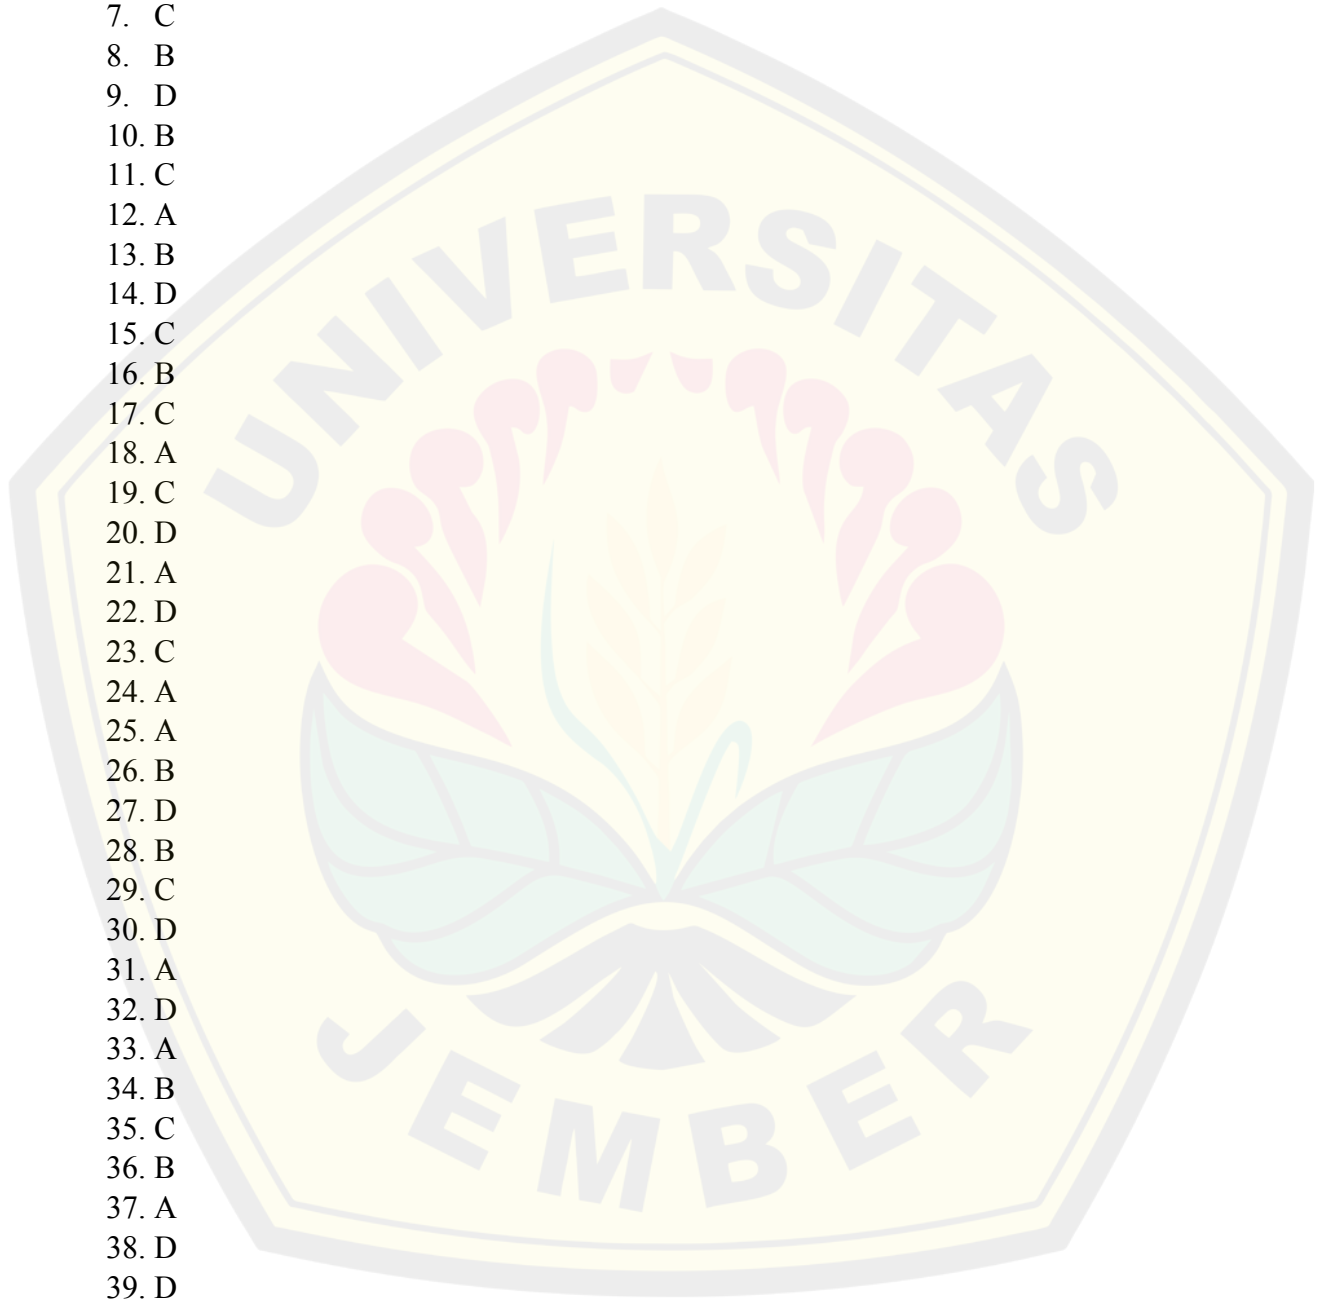 7. C
8. B
9. D
10. B
11. C
12. A
13. B
14. D
15. C
16. B
17. C
18. A
19. C
20. D
21. A
22. D
23. C
24. A
25. A
26. B
27. D
28. B
29. C
30. D
31. A
32. D
33. A
34. B
35. C
36. B
37. A
38. D
39. D
UNIVERSITAS
JEMBER